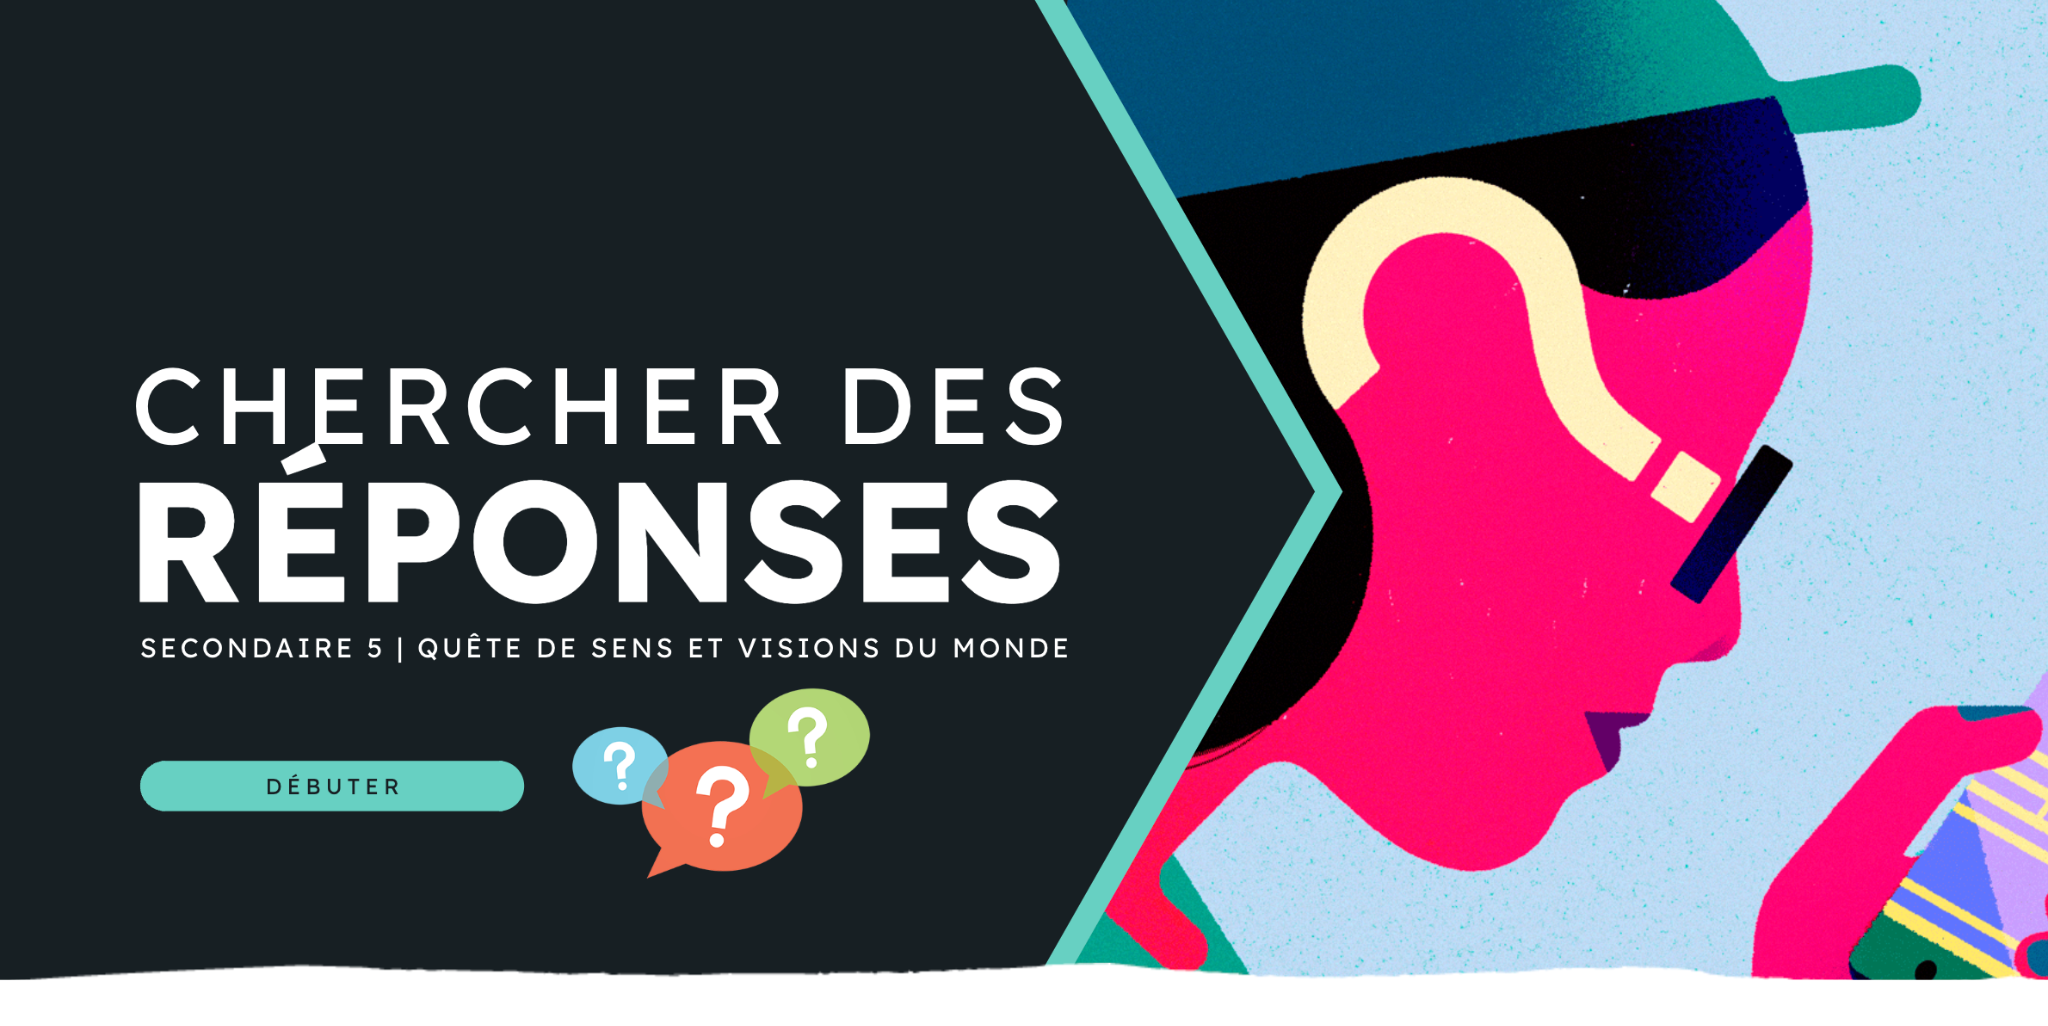 CHERCHER DES
RÉPONSES
SECONDAIRE 5 | QUÊTE DE SENS ET VISIONS DU MONDE
DÉBUTER
?
?
?